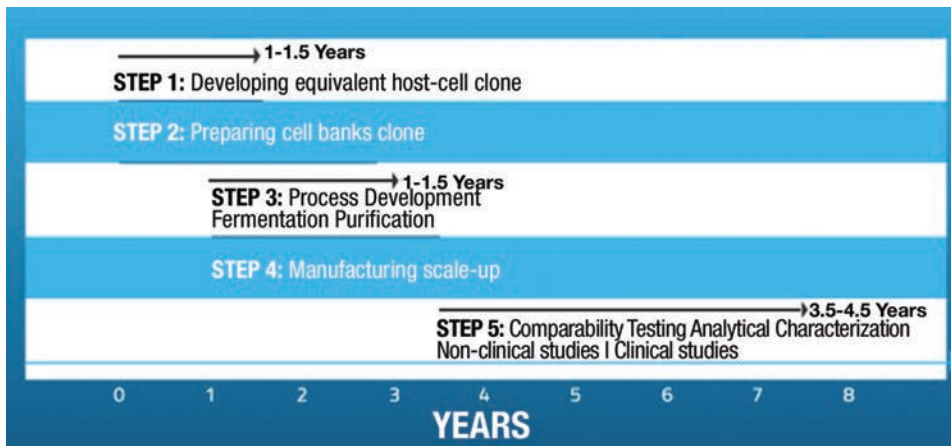 1-1.5 Years
STEP 1: Developing equivalent host-cell clone
STEP 2: Preparing cell banks clone
1-1.5 Years
STEP 3: Process Development
Fermentation Purification
STEP 4: Manufacturing scale-up
3.5-4.5 Years
STEP 5: Comparability Testing Analytical Characterization
Non-clinical studies I Clinical studies
0 1 2 3 4 5 6 7 8
YEARS